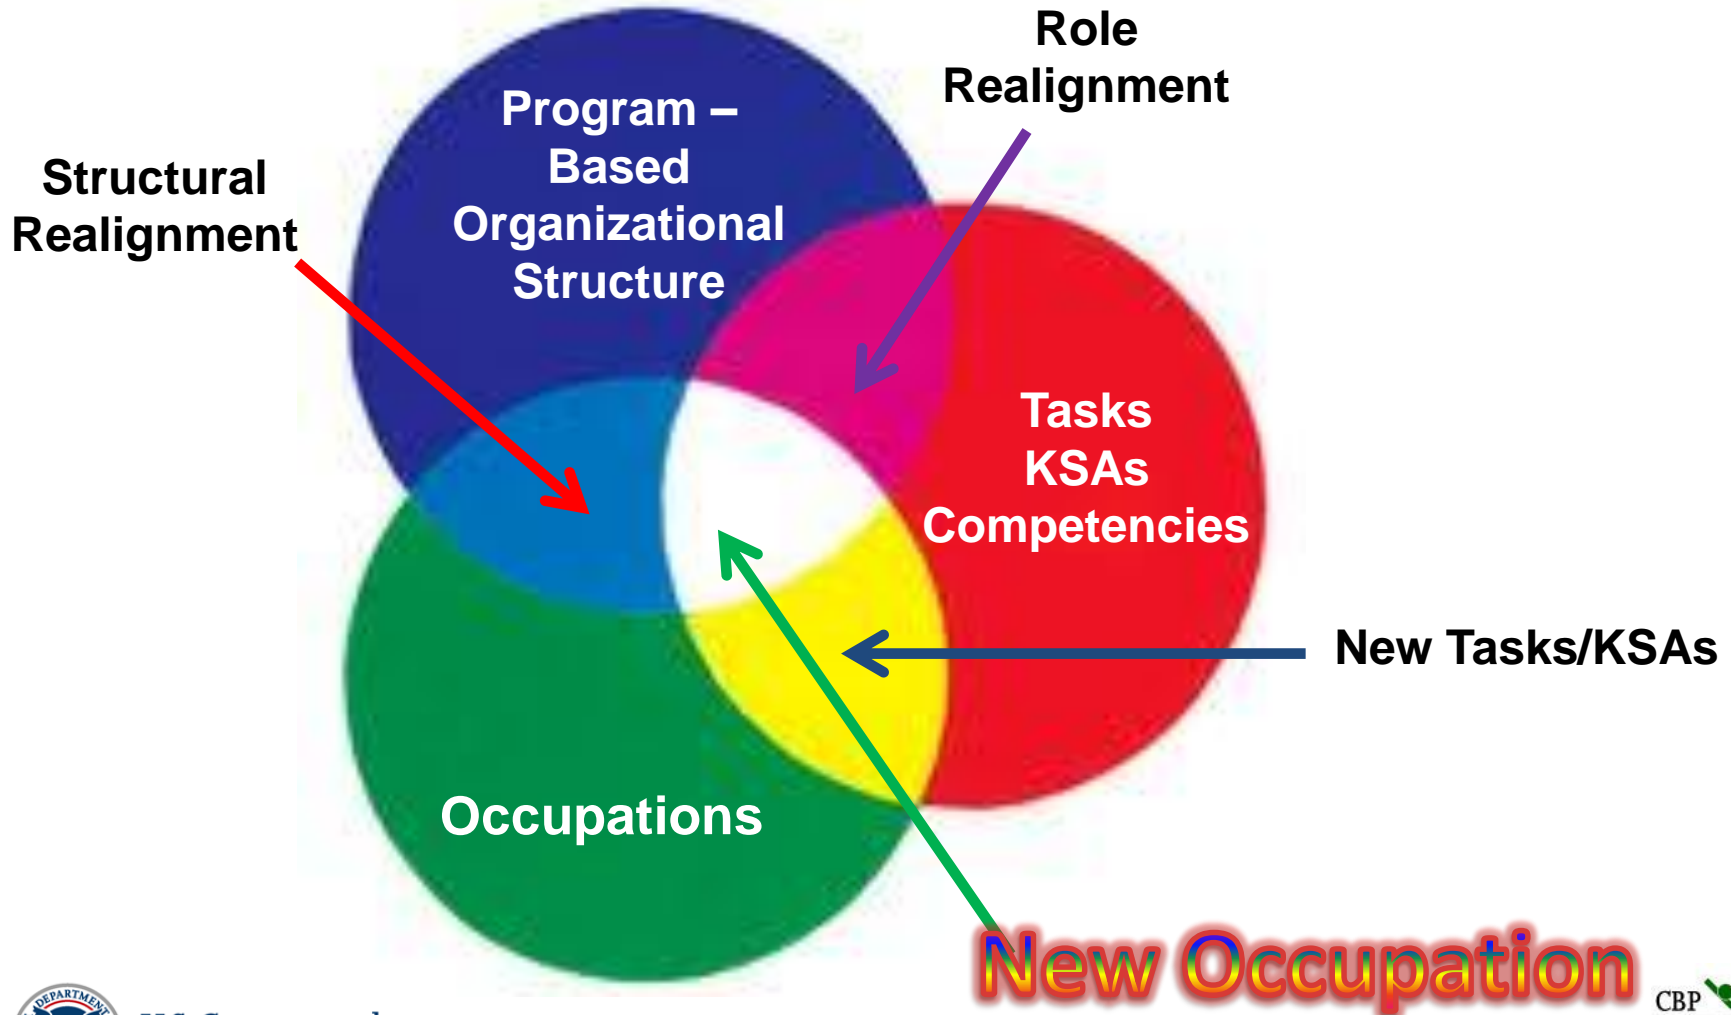 Role
Realignment
Program –
Based
Organizational
Structure
Structural
Realignment
Tasks
KSAs
Competencies
New Tasks/KSAs
Occupations
New Occupation
CBP